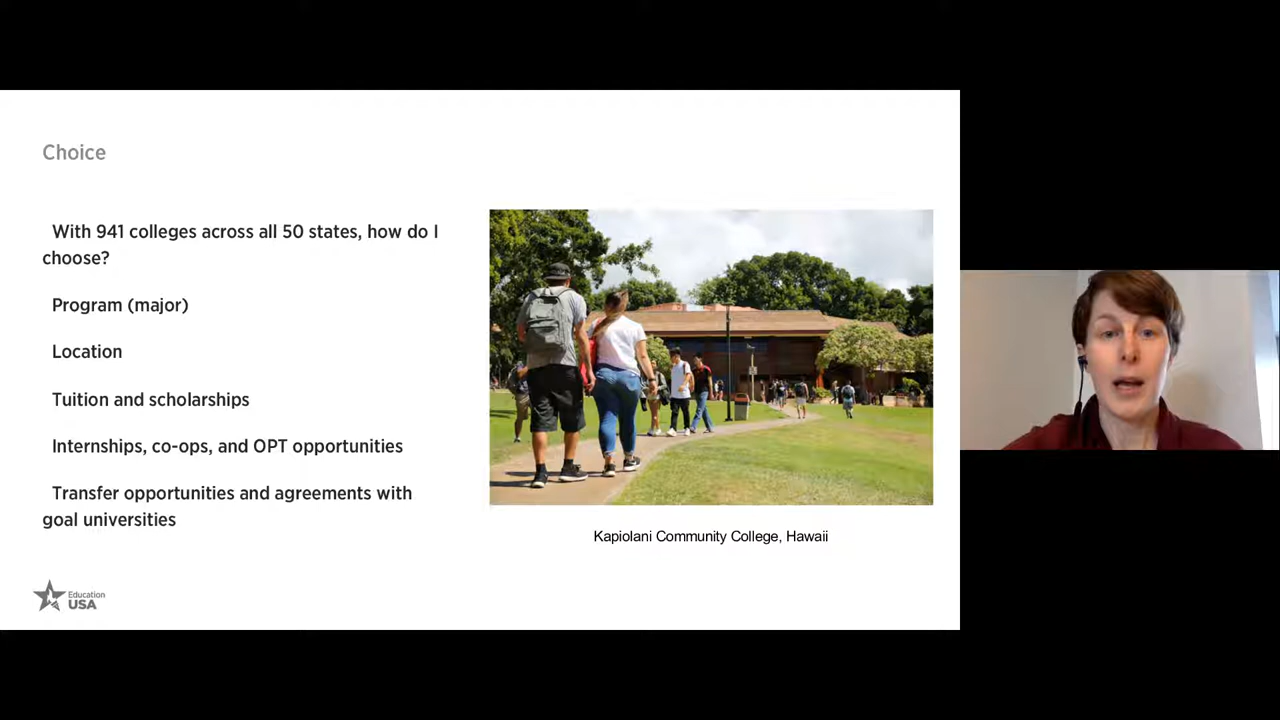 Choice
With 941 colleges across all 50 states, how do I
choose?
Program (major)
Location
Tuition and scholarships
Internships, co-ops, and OPT opportunities
Transfer opportunities and agreements with
goal universities
Kapiolani Community College, Hawaii
Education
USA